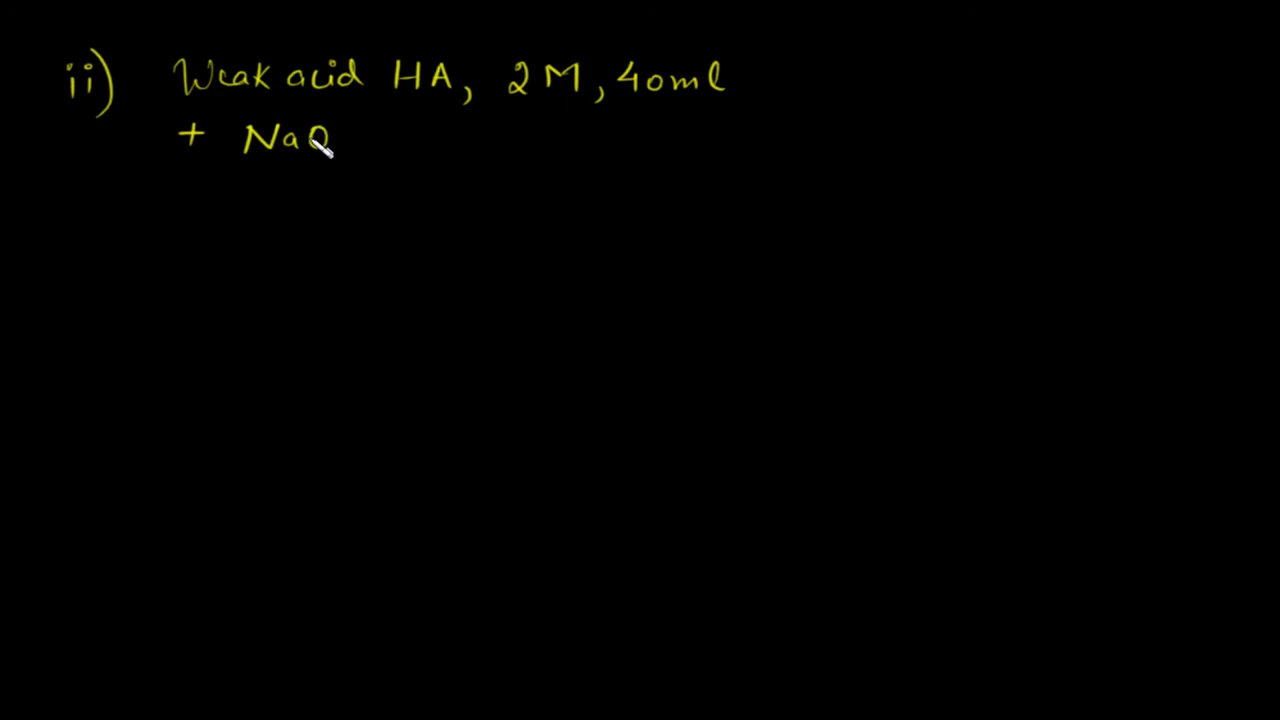 ii) Weak acid HA, 2M, 40ml
+ NaO